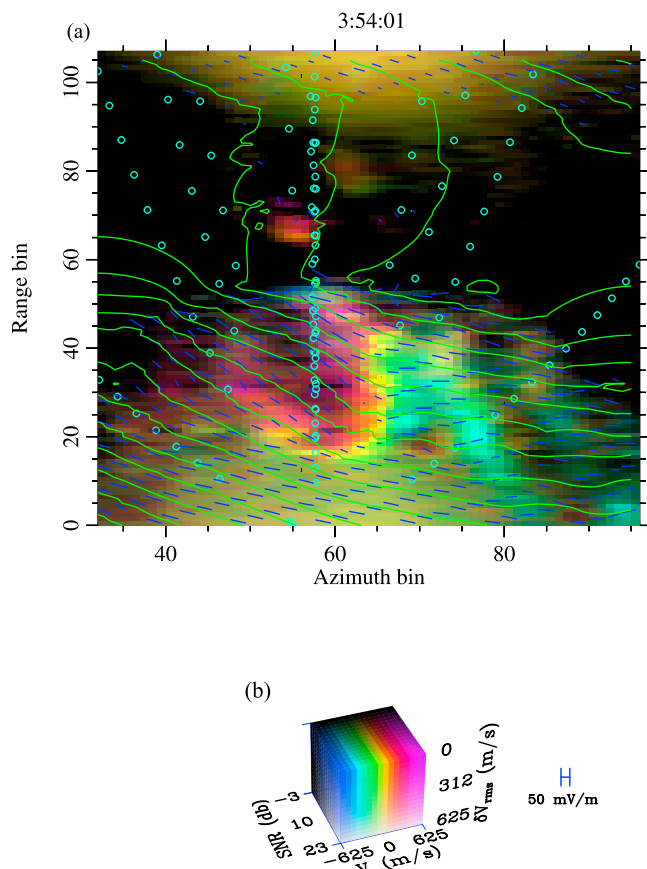 3:54:01
(a)
100
80
60
40
20
0
Range bin
40 60 80
Azimuth bin
(b)
0
312
625
δVrms (m/s)
-3
10
23
SNR (db)
-625 0 625
V (m/s)
50 mV/m